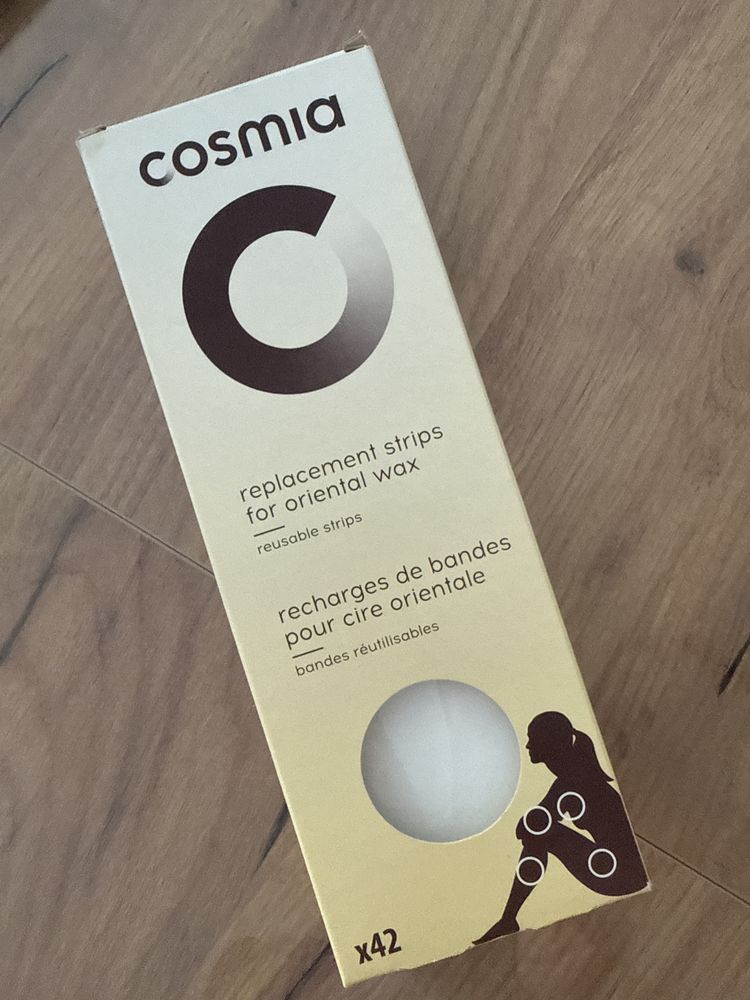 cosmia
replacement strips
for oriental wax
reusable strips
recharges de bandes
pour cire orientale
bandes réutilisables
x42